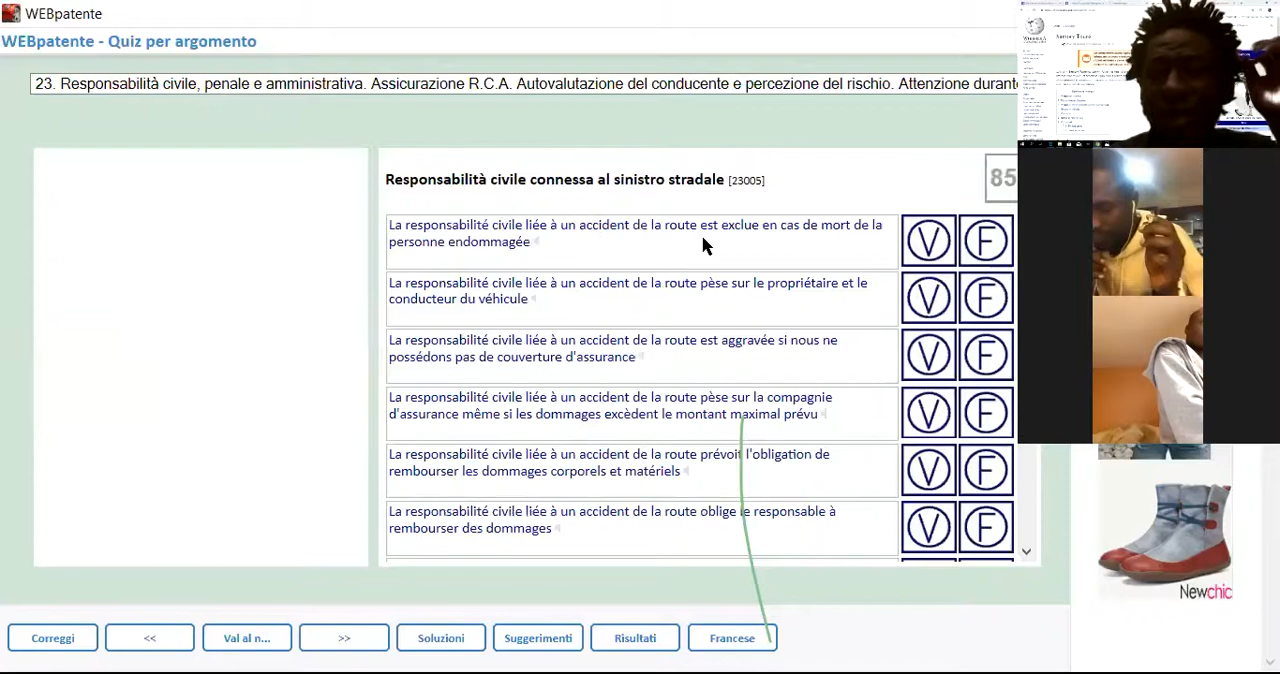 WEBpatente
WEBpatente - Quiz per argomento
23. Responsabilità civile, penale e amministrativa. Assicurazione R.C.A. Autonomia e comportamenti per limitare il rischio. Attenzione durante
Responsabilità civile connessa al sinistro stradale [23005]
85
La responsabilité civile liée à un accident de la route est exclue en cas de mort de la
personne endommagée
V F
La responsabilité civile liée à un accident de la route pèse sur le propriétaire et le
conducteur du véhicule
V F
La responsabilité civile liée à un accident de la route est aggravée si nous ne
possédons pas de couverture d'assurance
V F
La responsabilité civile liée à un accident de la route pèse sur la compagnie
d'assurance même si les dommages excèdent le montant maximal prévu
V F
La responsabilité civile liée à un accident de la route prévoit l'obligation de
rembourser les dommages corporels et matériels
V F
La responsabilité civile liée à un accident de la route oblige le responsable à
rembourser des dommages
V F
Newchic
Correggi << Val al n... >> Soluzioni Suggerimenti Risultati Francese